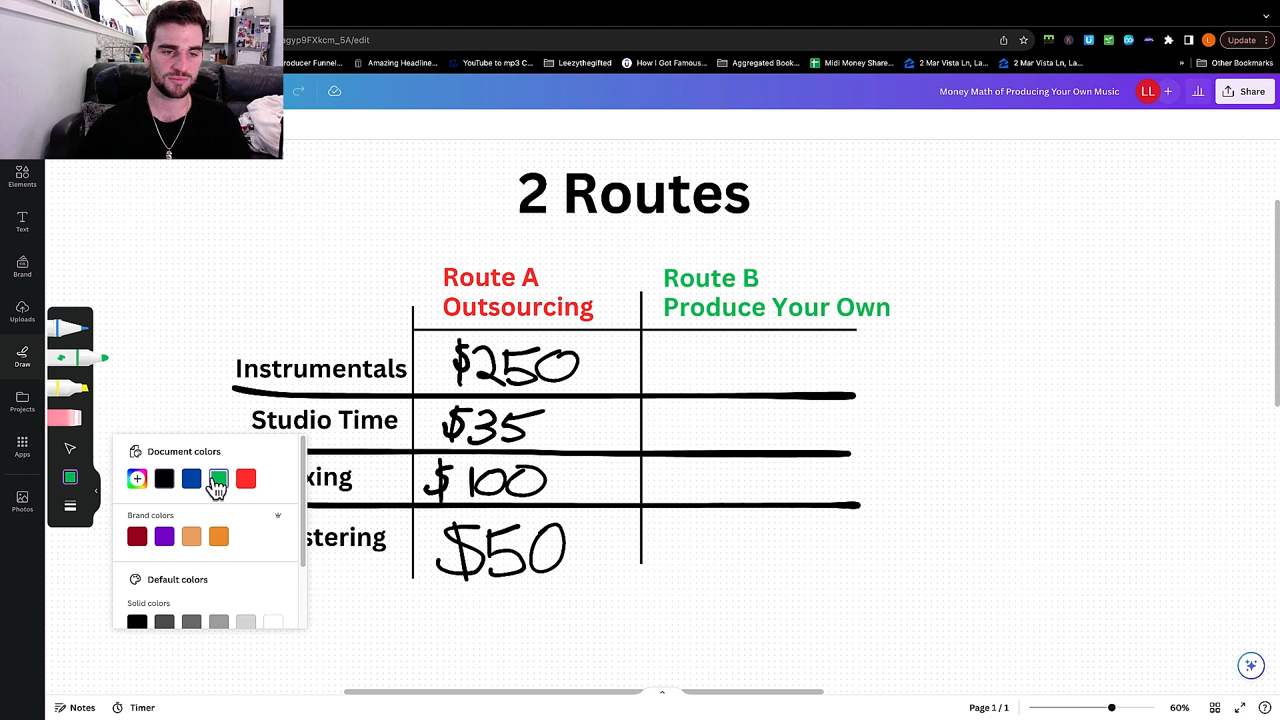 agyp9FXkcm_5A/edit
Update
roducer Funnel...
Amazing Headline...
YouTube to mp3 C...
Leezythegifted
How I Got Famous...
Aggregated Book...
Midi Money Share...
2 Mar Vista Ln, La...
2 Mar Vista Ln, La...
»
Other Bookmarks
Money Math of Producing Your Own Music
LL
+
Share
Elements
Text
Brand
Uploads
Draw
Projects
Apps
Photos
2 Routes
Route A
Outsourcing
Route B
Produce Your Own
Instrumentals
$250
Studio Time
$35
xing
$100
stering
$50
Document colors
Brand colors
Default colors
Solid colors
Notes
Timer
Page 1 / 1
60%